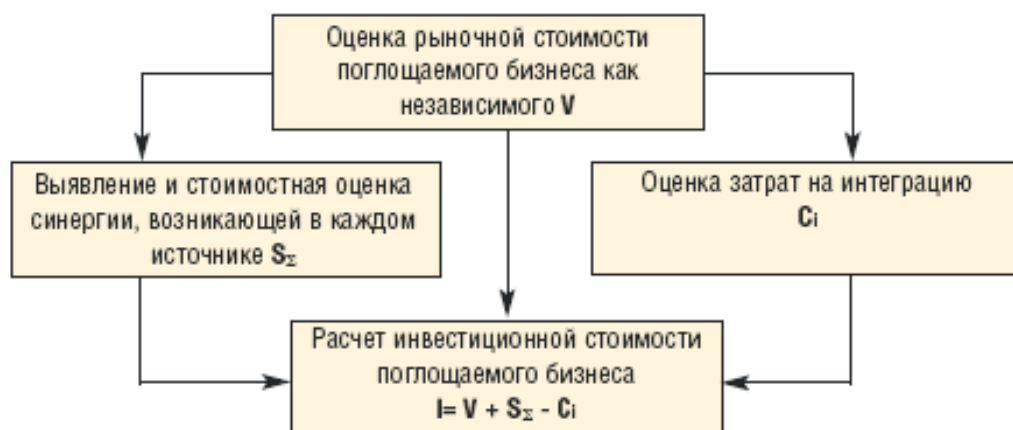 Оценка рыночной стоимости
поглощаемого бизнеса как
независимого V
Выявление и стоимостная оценка
синергии, возникающей в каждом
источнике SΣ
Оценка затрат на интеграцию
Ci
Расчет инвестиционной стоимости
поглощаемого бизнеса
I= V + SΣ - Ci